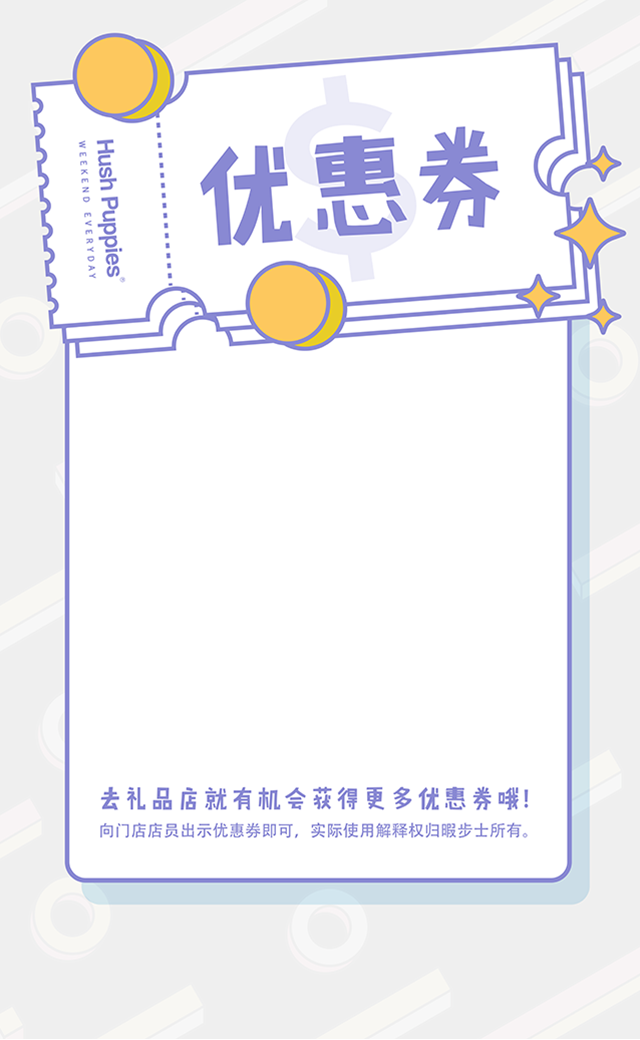 Hush Puppies®
WEEKEND EVERYDAY
$
优惠券
去礼品店就有机会获得更多优惠券哦!
向门店店员出示优惠券即可，实际使用解释权归暇步士所有。